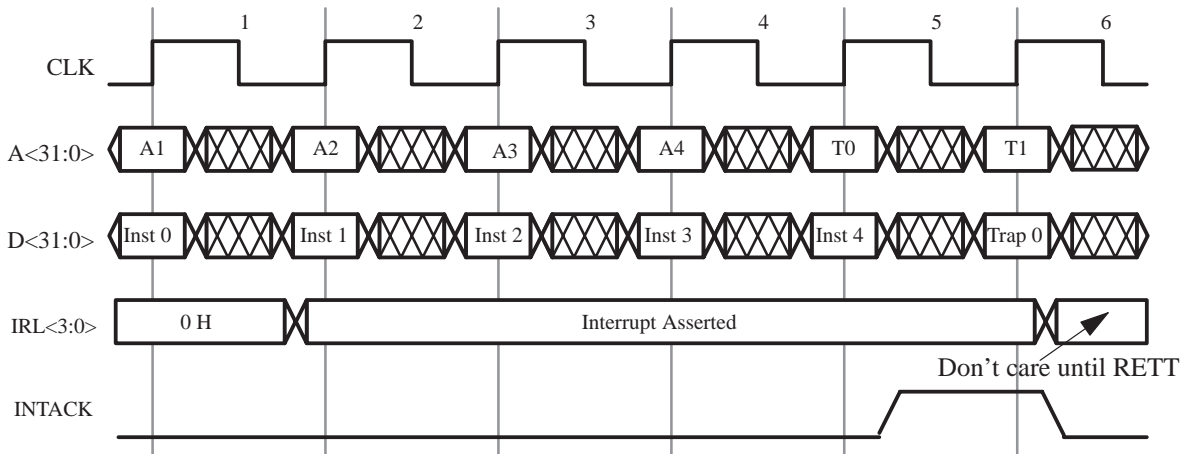 1 2 3 4 5 6
CLK
A<31:0> A1 A2 A3 A4 T0 T1
D<31:0> Inst 0 Inst 1 Inst 2 Inst 3 Inst 4 Trap 0
IRL<3:0> 0 H Interrupt Asserted
Don't care until RETT
INTACK